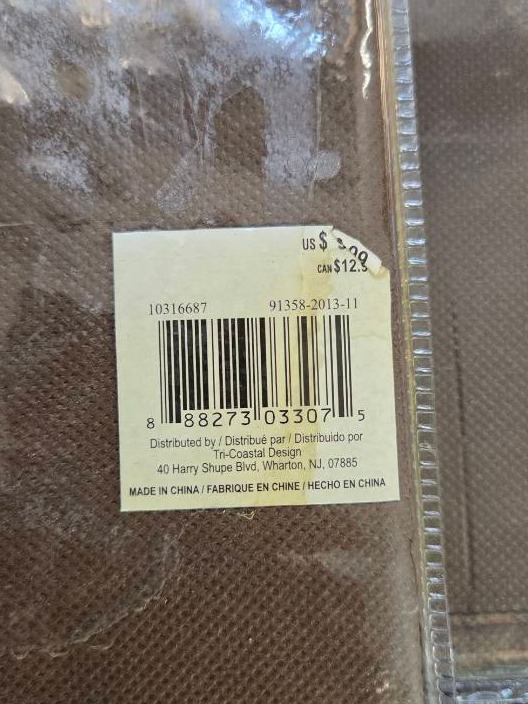 US $
CAN $12.
10316687 91358-2013-11
8 88273 03307 5
Distributed by / Distribué par / Distribuido por
Tri-Coastal Design
40 Harry Shupe Blvd, Wharton, NJ, 07885
MADE IN CHINA / FABRIQUE EN CHINE / HECHO EN CHINA